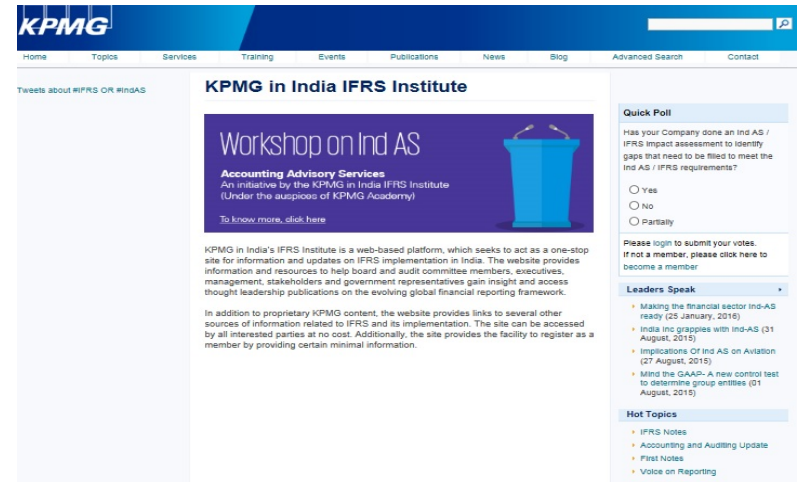 KPMG
Home Topics Services Training Events Publications News Blog Advanced Search Contact
Tweets about #IFRS OR #IndAS
KPMG in India IFRS Institute
Workshop on Ind AS
Accounting Advisory Services
An initiative by the KPMG in India IFRS Institute
(Under the auspices of KPMG Academy)
To know more, click here
KPMG in India's IFRS Institute is a web-based platform, which seeks to act as a one-stop
site for information and updates on IFRS implementation in India. The website provides
information and resources to help board and audit committee members, executives,
management, stakeholders and government representatives gain insight and access
thought leadership publications on the evolving global financial reporting framework.
In addition to proprietary KPMG content, the website provides links to several other
sources of information related to IFRS and its implementation. The site can be accessed
by all interested parties at no cost. Additionally, the site provides the facility to register as a
member by providing certain minimal information.
Quick Poll
Has your Company done an Ind AS /
IFRS impact assessment to identify
gaps that need to be filled to meet the
Ind AS / IFRS requirements?
Yes
No
Partially
Please login to submit your votes.
If not a member, please click here to
become a member
Leaders Speak
Making the financial sector Ind-AS
ready (25 January, 2016)
India Inc grapples with Ind-AS (31
August, 2015)
Implications Of Ind AS on Aviation
(27 August, 2015)
Mind the GAAP- A new control test
to determine group entities (01
August, 2015)
Hot Topics
IFRS Notes
Accounting and Auditing Update
First Notes
Voice on Reporting